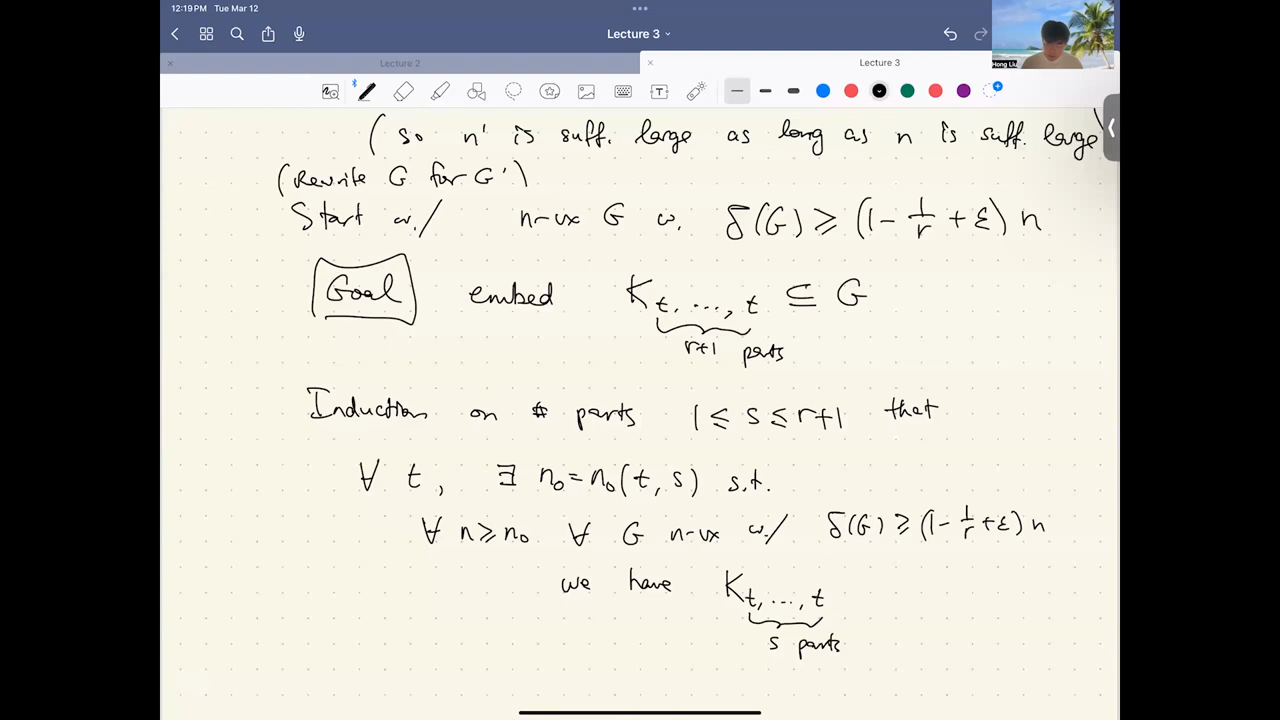 12:19 PM Tue Mar 12
Lecture 3
Hong Liu
Lecture 2
Lecture 3
(so n' is suff. large as long as n is suff. large)
(Rewrite G for G')
Start w./ n-vx G w. δ(G) ≥ (1 - 1/r + ε) n
Goal embed K_{t, ..., t} ⊆ G
r+1 parts
Induction on # parts 1 ≤ s ≤ r+1 that
∀ t, ∃ n₀ = n₀(t, s) s.t.
∀ n ≥ n₀ ∀ G n-vx w/ δ(G) ≥ (1 - 1/r + ε) n
we have K_{t, ..., t}
s parts